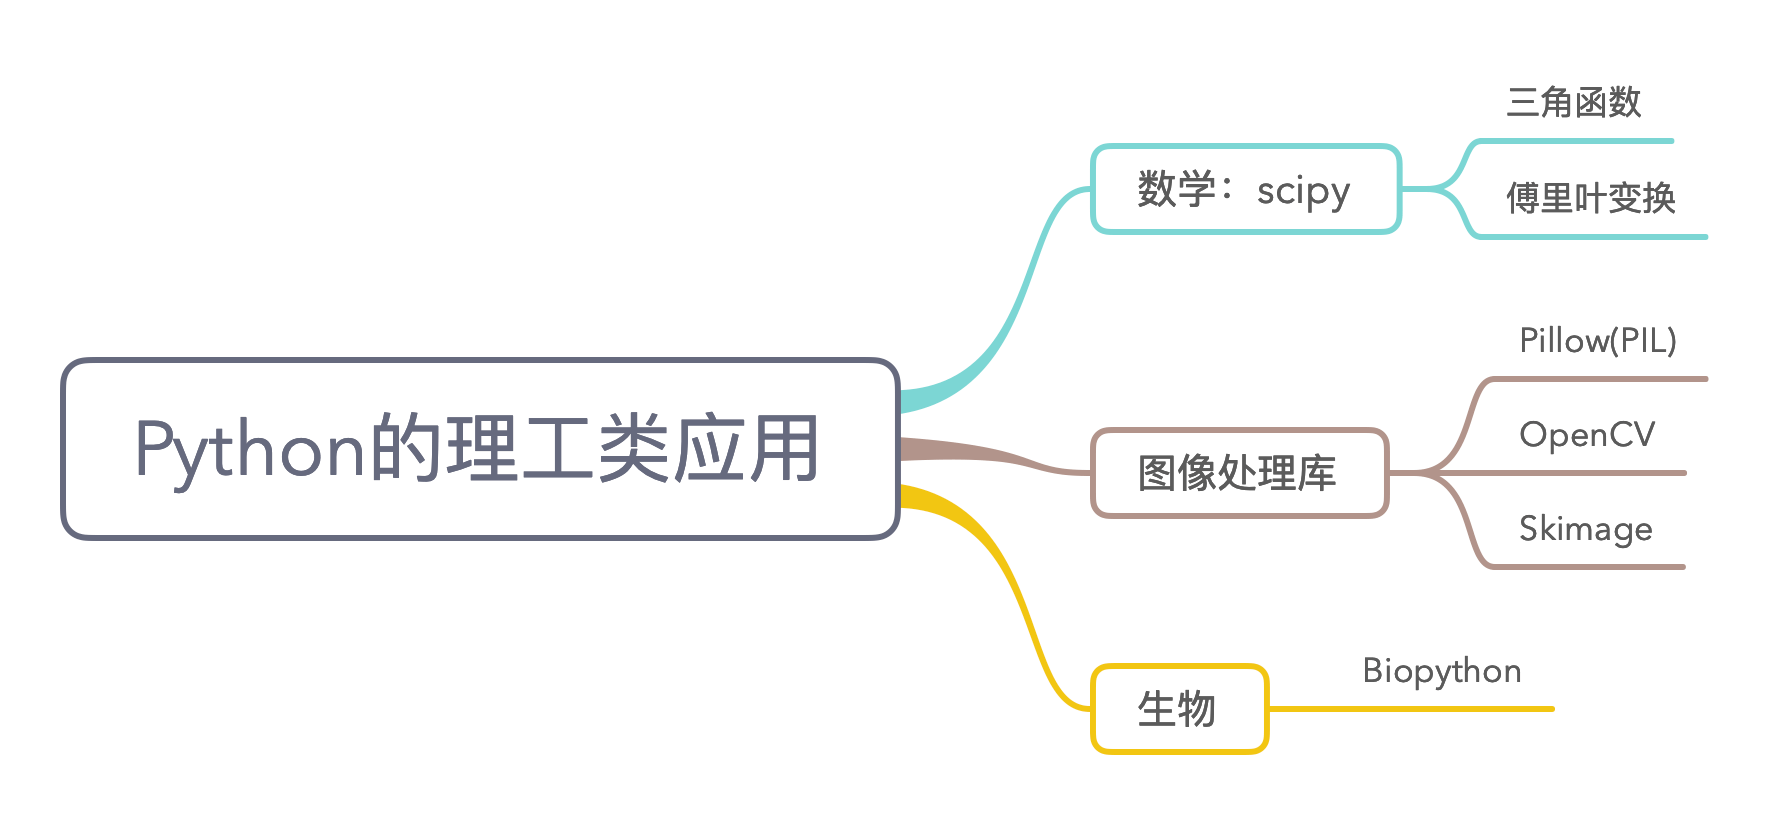 Python的理工类应用
数学：scipy
三角函数
傅里叶变换
图像处理库
Pillow(PIL)
OpenCV
Skimage
生物
Biopython